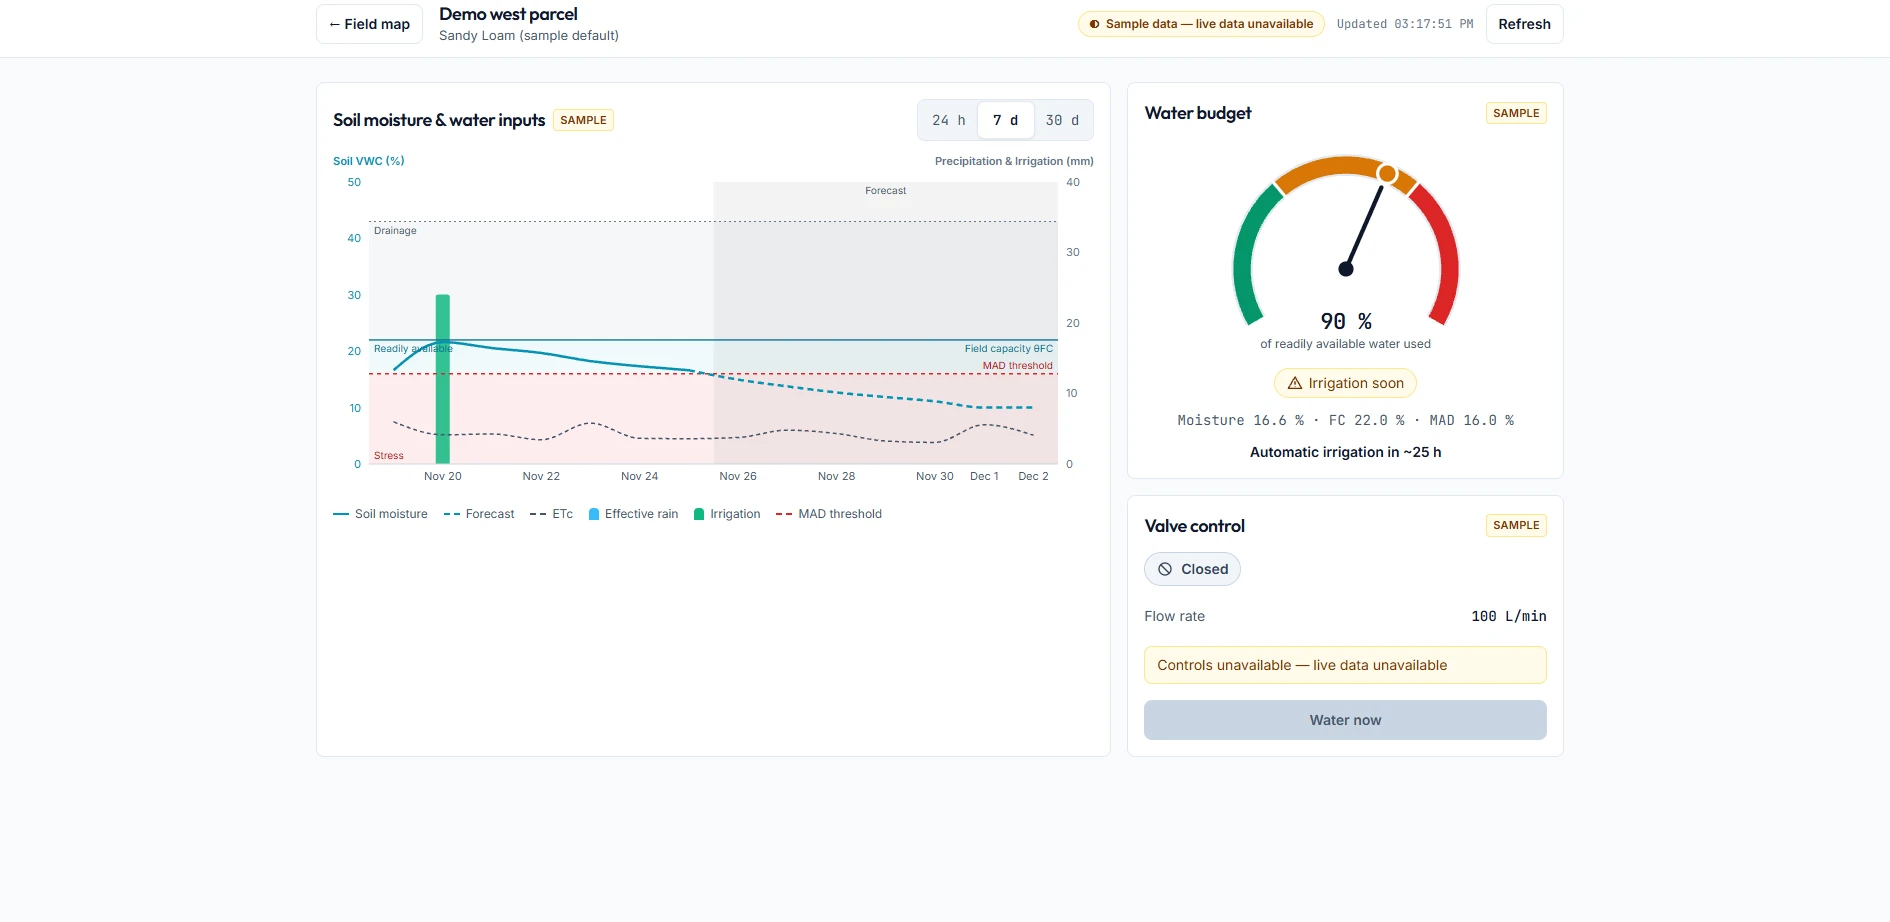 ← Field map
Demo west parcel
Sandy Loam (sample default)
Sample data — live data unavailable
Updated 03:17:51 PM
Refresh
Soil moisture & water inputs
SAMPLE
24 h
7 d
30 d
Soil VWC (%)
Precipitation & Irrigation (mm)
50
40
30
20
10
0
40
30
20
10
0
Forecast
Drainage
Readily available
Field capacity θFC
MAD threshold
Stress
Nov 20
Nov 22
Nov 24
Nov 26
Nov 28
Nov 30
Dec 1
Dec 2
Soil moisture
Forecast
ETc
Effective rain
Irrigation
MAD threshold
Water budget
SAMPLE
90 %
of readily available water used
Irrigation soon
Moisture 16.6 % · FC 22.0 % · MAD 16.0 %
Automatic irrigation in ~25 h
Valve control
SAMPLE
Closed
Flow rate
100 L/min
Controls unavailable — live data unavailable
Water now